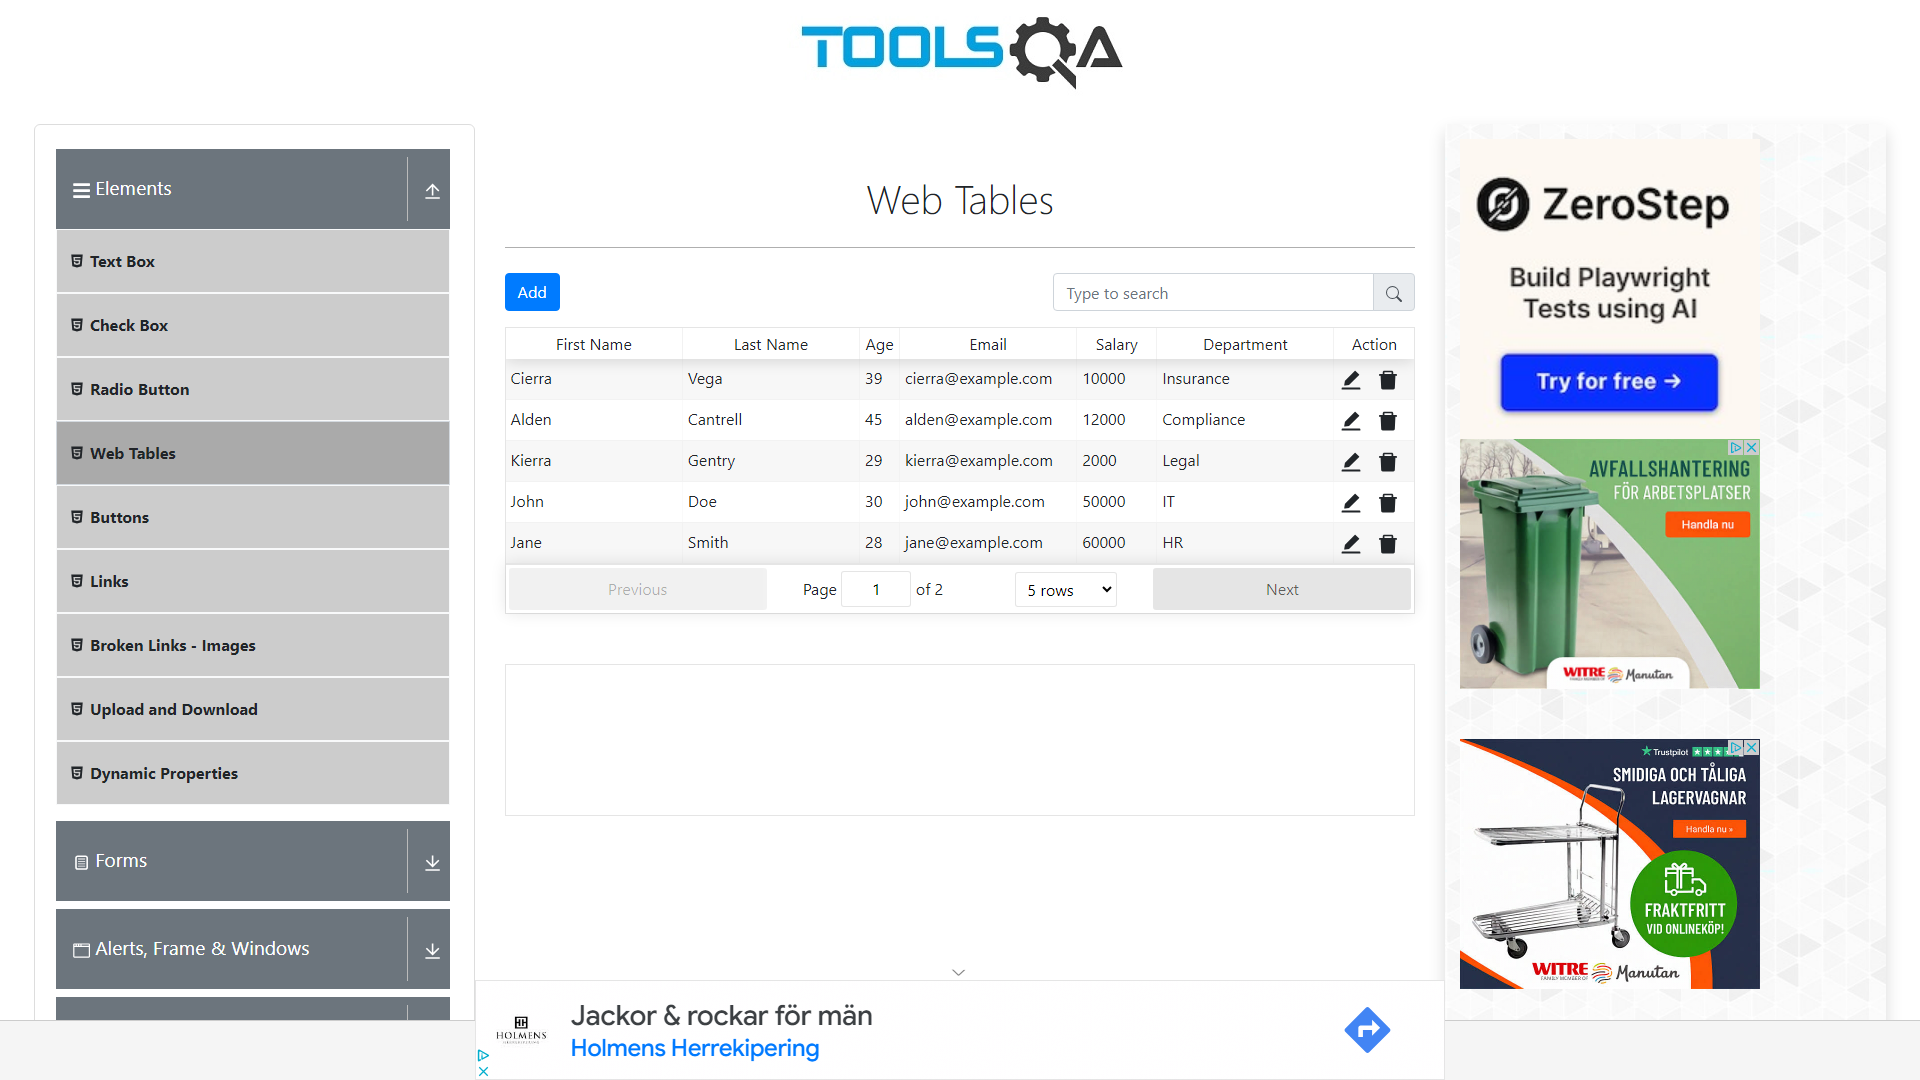 TOOLSQA
Elements
Text Box
Check Box
Radio Button
Web Tables
Buttons
Links
Broken Links - Images
Upload and Download
Dynamic Properties
Forms
Alerts, Frame & Windows
Web Tables
Add
Type to search
First Name Last Name Age Email Salary Department Action
Cierra Vega 39 cierra@example.com 10000 Insurance
Alden Cantrell 45 alden@example.com 12000 Compliance
Kierra Gentry 29 kierra@example.com 2000 Legal
John Doe 30 john@example.com 50000 IT
Jane Smith 28 jane@example.com 60000 HR
Previous Page 1 of 2 5 rows Next
ZeroStep
Build Playwright
Tests using AI
Try for free →
AVFALLSHANTERING
FÖR ARBETSPLATSER
Handla nu
WITRE Manutan
Trustpilot
SMIDIGA OCH TÅLIGA
LAGERVAGNAR
Handla nu »
FRAKTFRITT
VID ONLINEKÖP!
WITRE Manutan
HOLMENS
Jackor & rockar för män
Holmens Herrekipering